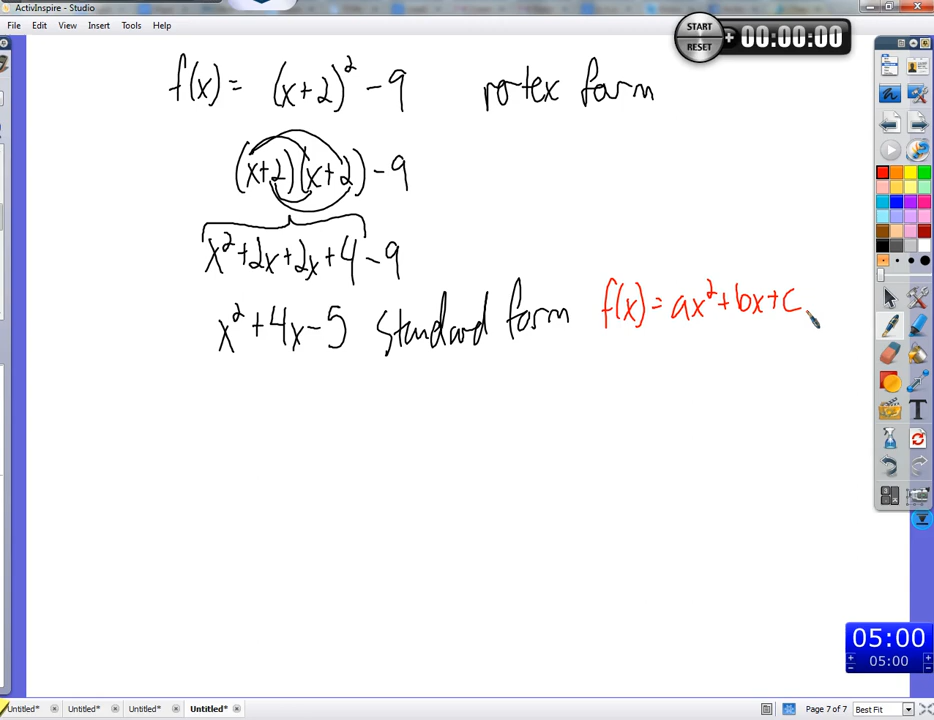 ActivInspire - Studio
File Edit View Insert Tools Help
START
RESET
00:00:00
f(x) = (x+2)² - 9 vortex form
(x+2)(x+2) - 9
x² + 2x + 2x + 4 - 9
x² + 4x - 5 standard form f(x) = ax² + bx + c
T
05:00
05:00
Untitled* Untitled* Untitled* Untitled*
Page 7 of 7 Best Fit